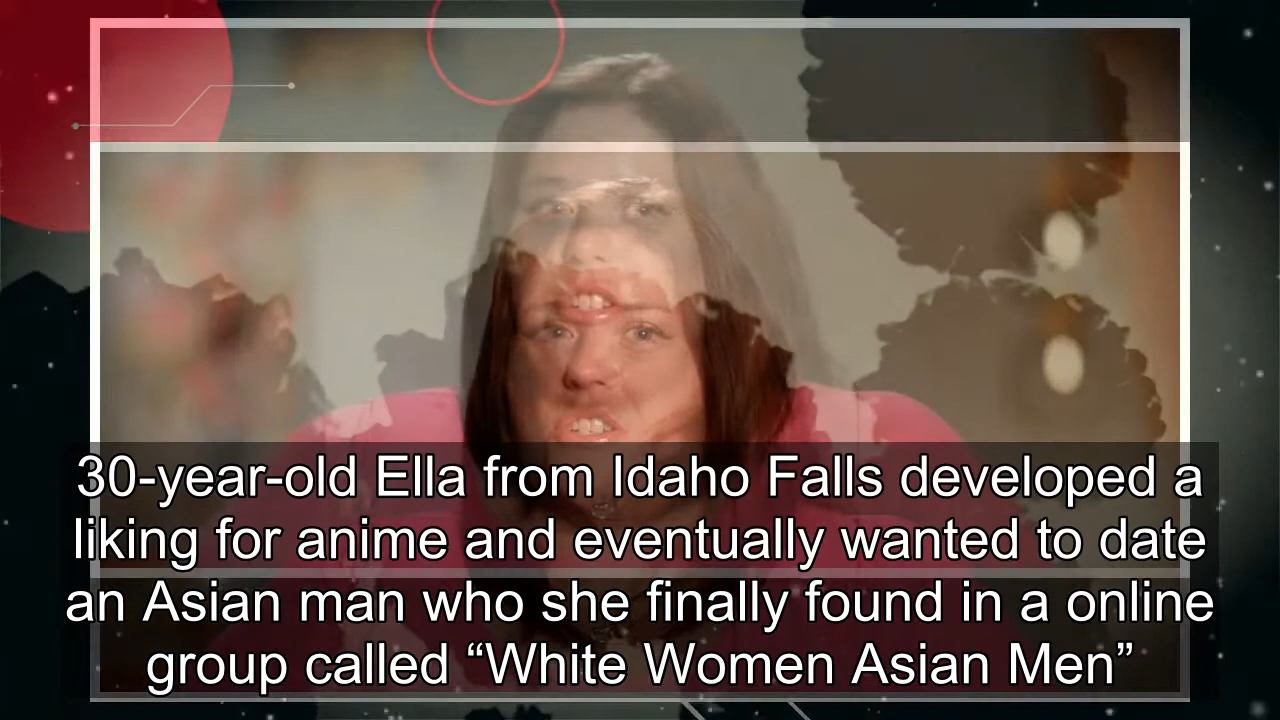 30-year-old Ella from Idaho Falls developed a
liking for anime and eventually wanted to date
an Asian man who she finally found in a online
group called “White Women Asian Men”